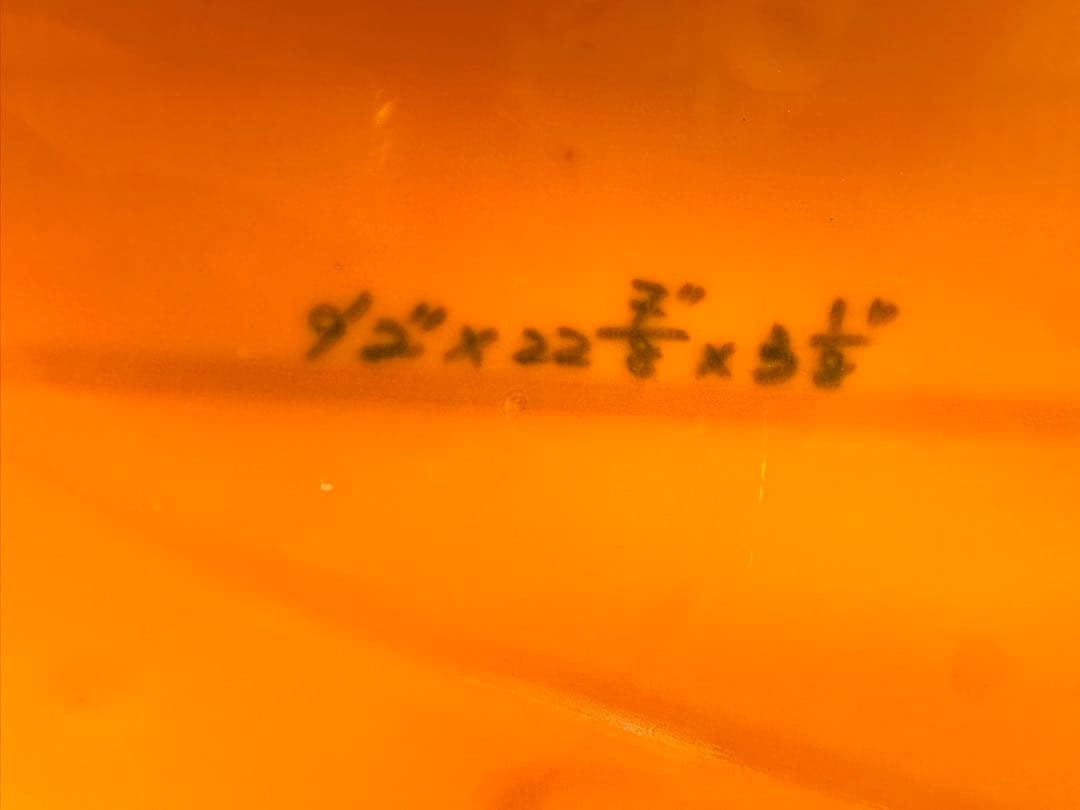 9'2" x 22 7/8" x 3 1/8"